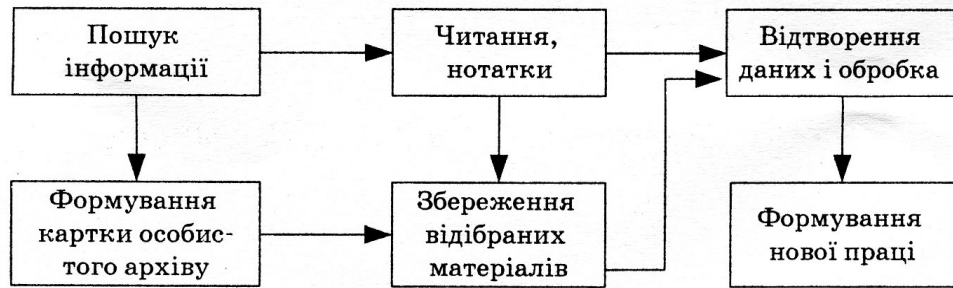 Пошук
інформації
Читання,
нотатки
Відтворення
даних і обробка
Формування
картки особис-
того архіву
Збереження
відібраних
матеріалів
Формування
нової праці